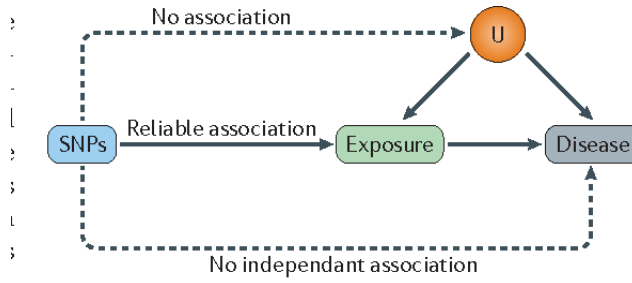 No association
U
Reliable association
SNPs
Exposure
Disease
No independant association